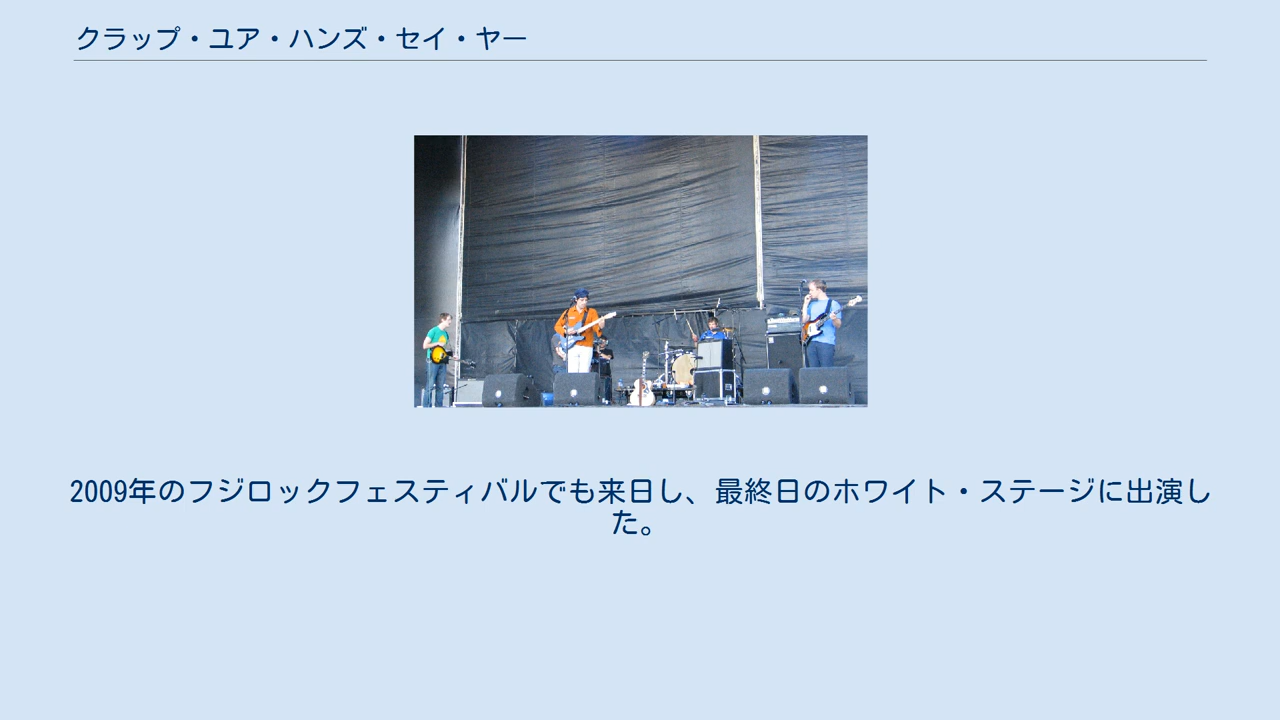 クラップ・ユア・ハンズ・セイ・ヤー
2009年のフジロックフェスティバルでも来日し、最終日のホワイト・ステージに出演し
た。